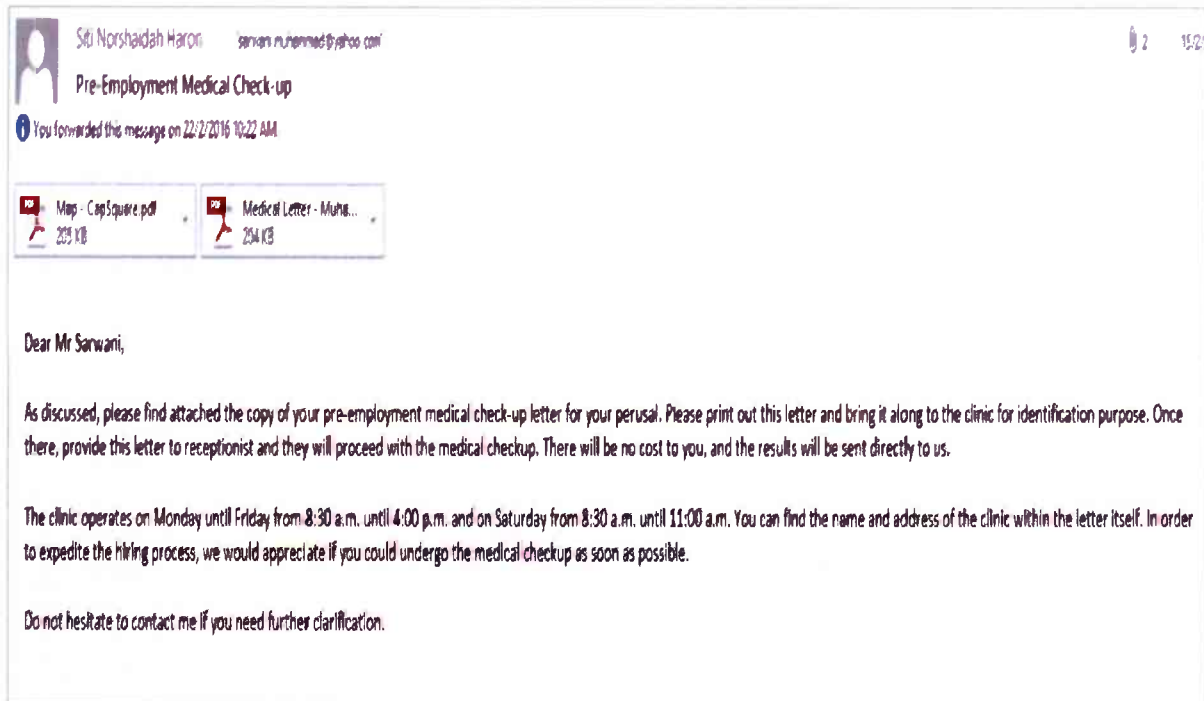 Siti Norshaidah Haron
2
Pre-Employment Medical Check-up
You forwarded this message on 22/2/2016 10:22 AM.
Map - CapSquare.pdf
Medical Letter - Muha...
204 KB
Dear Mr Sarwani,
As discussed, please find attached the copy of your pre-employment medical check-up letter for your perusal. Please print out this letter and bring it along to the clinic for identification purpose. Once
there, provide this letter to receptionist and they will proceed with the medical checkup. There will be no cost to you, and the results will be sent directly to us.
The clinic operates on Monday until Friday from 8:30 a.m. until 4:00 p.m. and on Saturday from 8:30 a.m. until 11:00 a.m. You can find the name and address of the clinic within the letter itself. In order
to expedite the hiring process, we would appreciate if you could undergo the medical checkup as soon as possible.
Do not hesitate to contact me if you need further clarification.